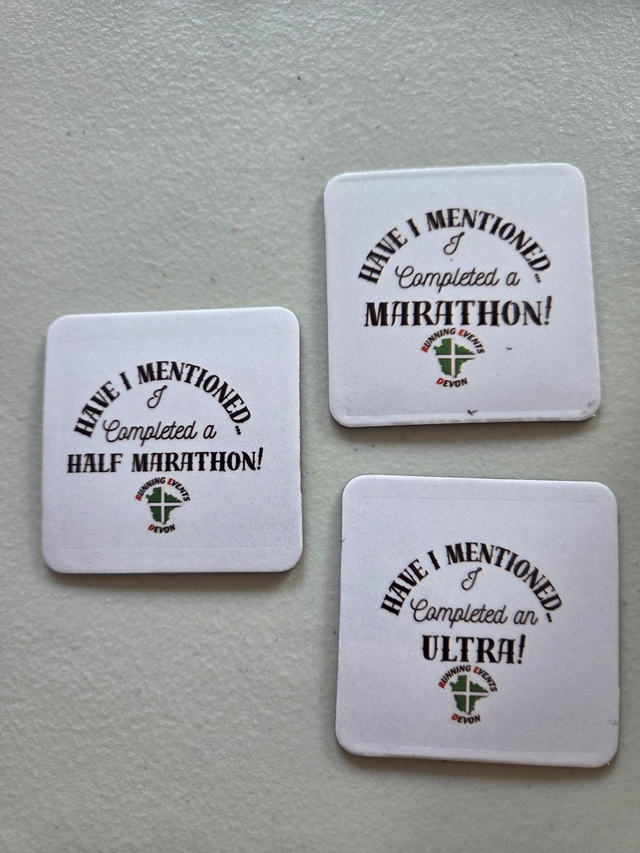 HAVE I MENTIONED...
I
Completed a
MARATHON!
RUNNING EVENTS
DEVON
HAVE I MENTIONED...
I
Completed a
HALF MARATHON!
RUNNING EVENTS
DEVON
HAVE I MENTIONED...
I
Completed an
ULTRA!
RUNNING EVENTS
DEVON